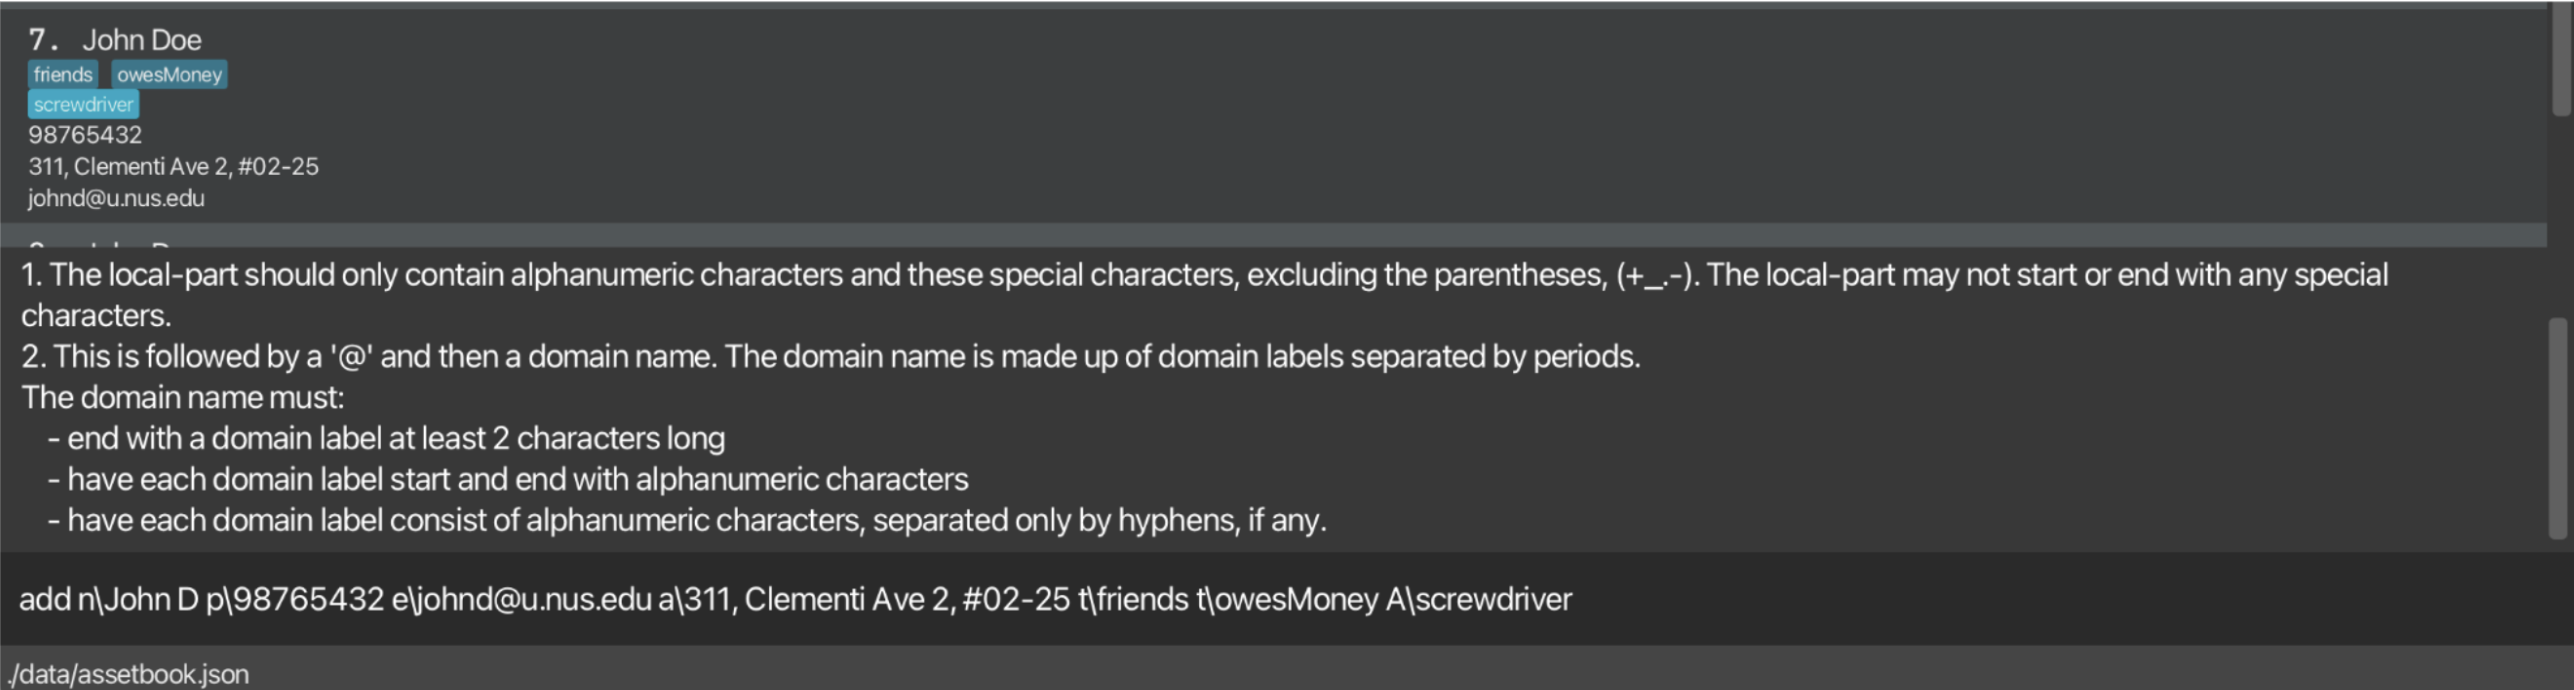 7. John Doe
friends owesMoney
screwdriver
98765432
311, Clementi Ave 2, #02-25
johnd@u.nus.edu
1. The local-part should only contain alphanumeric characters and these special characters, excluding the parentheses, (+_.-). The local-part may not start or end with any special
characters.
2. This is followed by a '@' and then a domain name. The domain name is made up of domain labels separated by periods.
The domain name must:
- end with a domain label at least 2 characters long
- have each domain label start and end with alphanumeric characters
- have each domain label consist of alphanumeric characters, separated only by hyphens, if any.
add n\John D p\98765432 e\johnd@u.nus.edu a\311, Clementi Ave 2, #02-25 t\friends t\owesMoney A\screwdriver
./data/assetbook.json